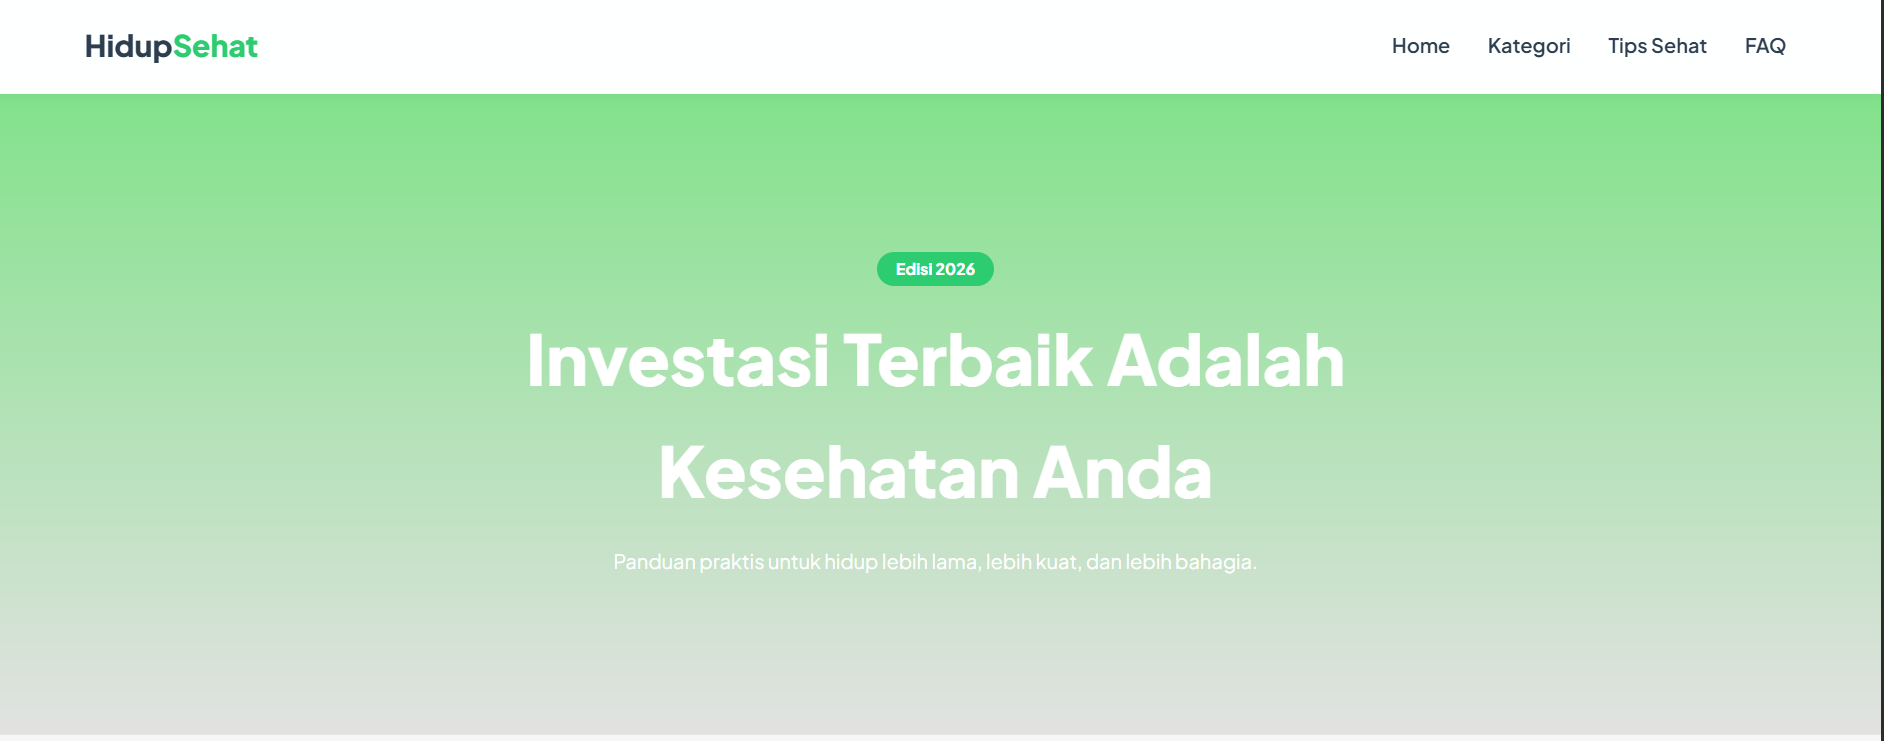 HidupSehat
Home Kategori Tips Sehat FAQ
Edisi 2026
Investasi Terbaik Adalah
Kesehatan Anda
Panduan praktis untuk hidup lebih lama, lebih kuat, dan lebih bahagia.